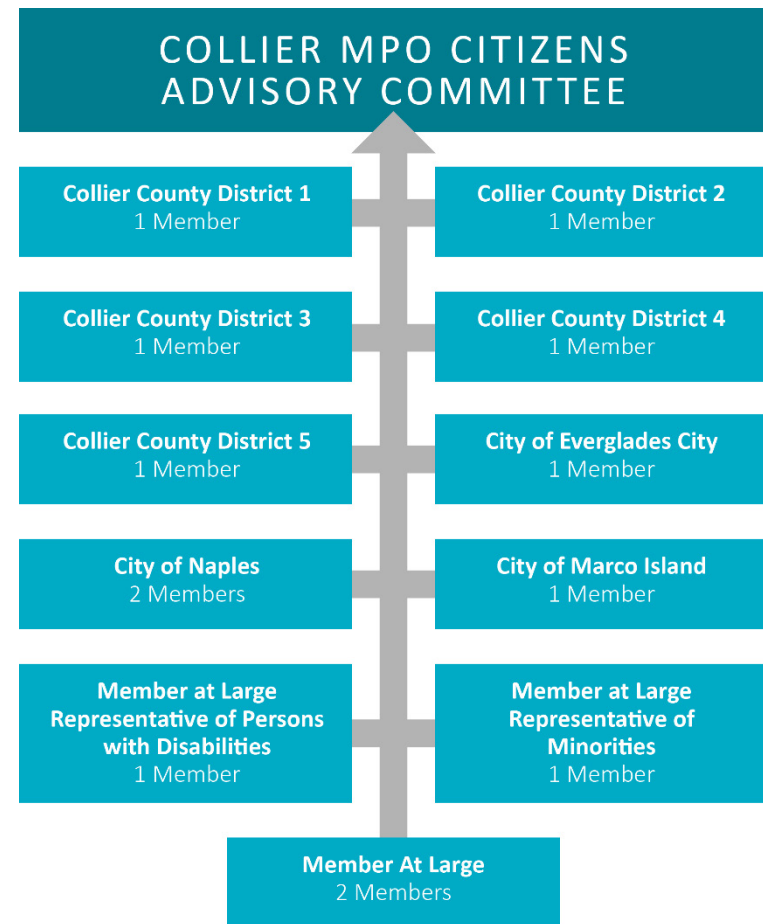 COLLIER MPO CITIZENS
ADVISORY COMMITTEE
Collier County District 1
1 Member
Collier County District 2
1 Member
Collier County District 3
1 Member
Collier County District 4
1 Member
Collier County District 5
1 Member
City of Everglades City
1 Member
City of Naples
2 Members
City of Marco Island
1 Member
Member at Large
Representative of Persons
with Disabilities
1 Member
Member at Large
Representative of
Minorities
1 Member
Member At Large
2 Members